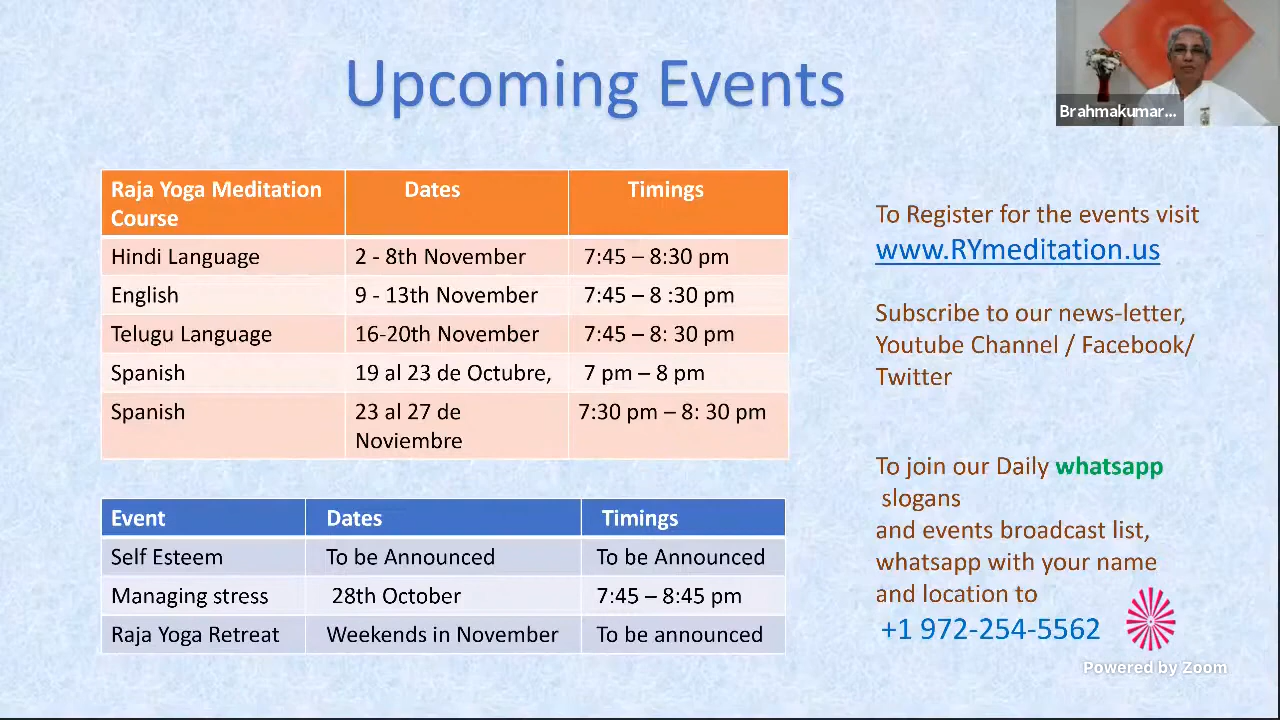 Upcoming Events
Brahmakumar...
Raja Yoga Meditation Course Dates Timings
Hindi Language 2 - 8th November 7:45 – 8:30 pm
English 9 - 13th November 7:45 – 8 :30 pm
Telugu Language 16-20th November 7:45 – 8: 30 pm
Spanish 19 al 23 de Octubre, 7 pm – 8 pm
Spanish 23 al 27 de Noviembre 7:30 pm – 8: 30 pm
Event Dates Timings
Self Esteem To be Announced To be Announced
Managing stress 28th October 7:45 – 8:45 pm
Raja Yoga Retreat Weekends in November To be announced
To Register for the events visit
www.RYmeditation.us
Subscribe to our news-letter,
Youtube Channel / Facebook/
Twitter
To join our Daily whatsapp
slogans
and events broadcast list,
whatsapp with your name
and location to
+1 972-254-5562
Powered by Zoom